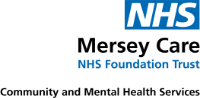 NHS
Mersey Care
NHS Foundation Trust
Community and Mental Health Services